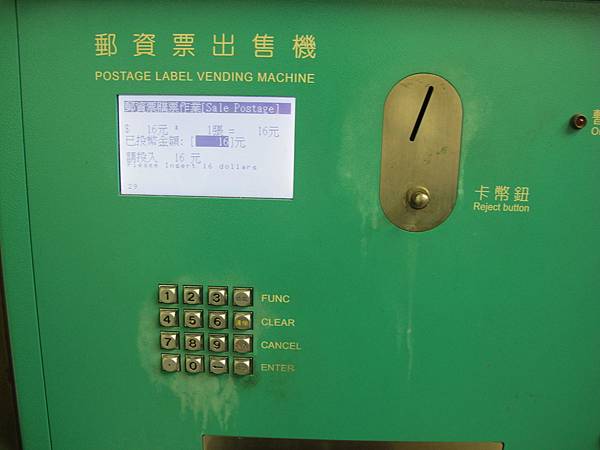 郵資票出售機
POSTAGE LABEL VENDING MACHINE
郵資票購票作業[Sale Postage]
$ 16元 * 1張 = 16元
已投幣金額: [ 16]元
請投入 16 元
Please Insert 16 dollars
29
卡幣鈕
Reject button
1 2 3 FUNC
4 5 6 CLEAR
7 8 9 CANCEL
. 0 — ENTER